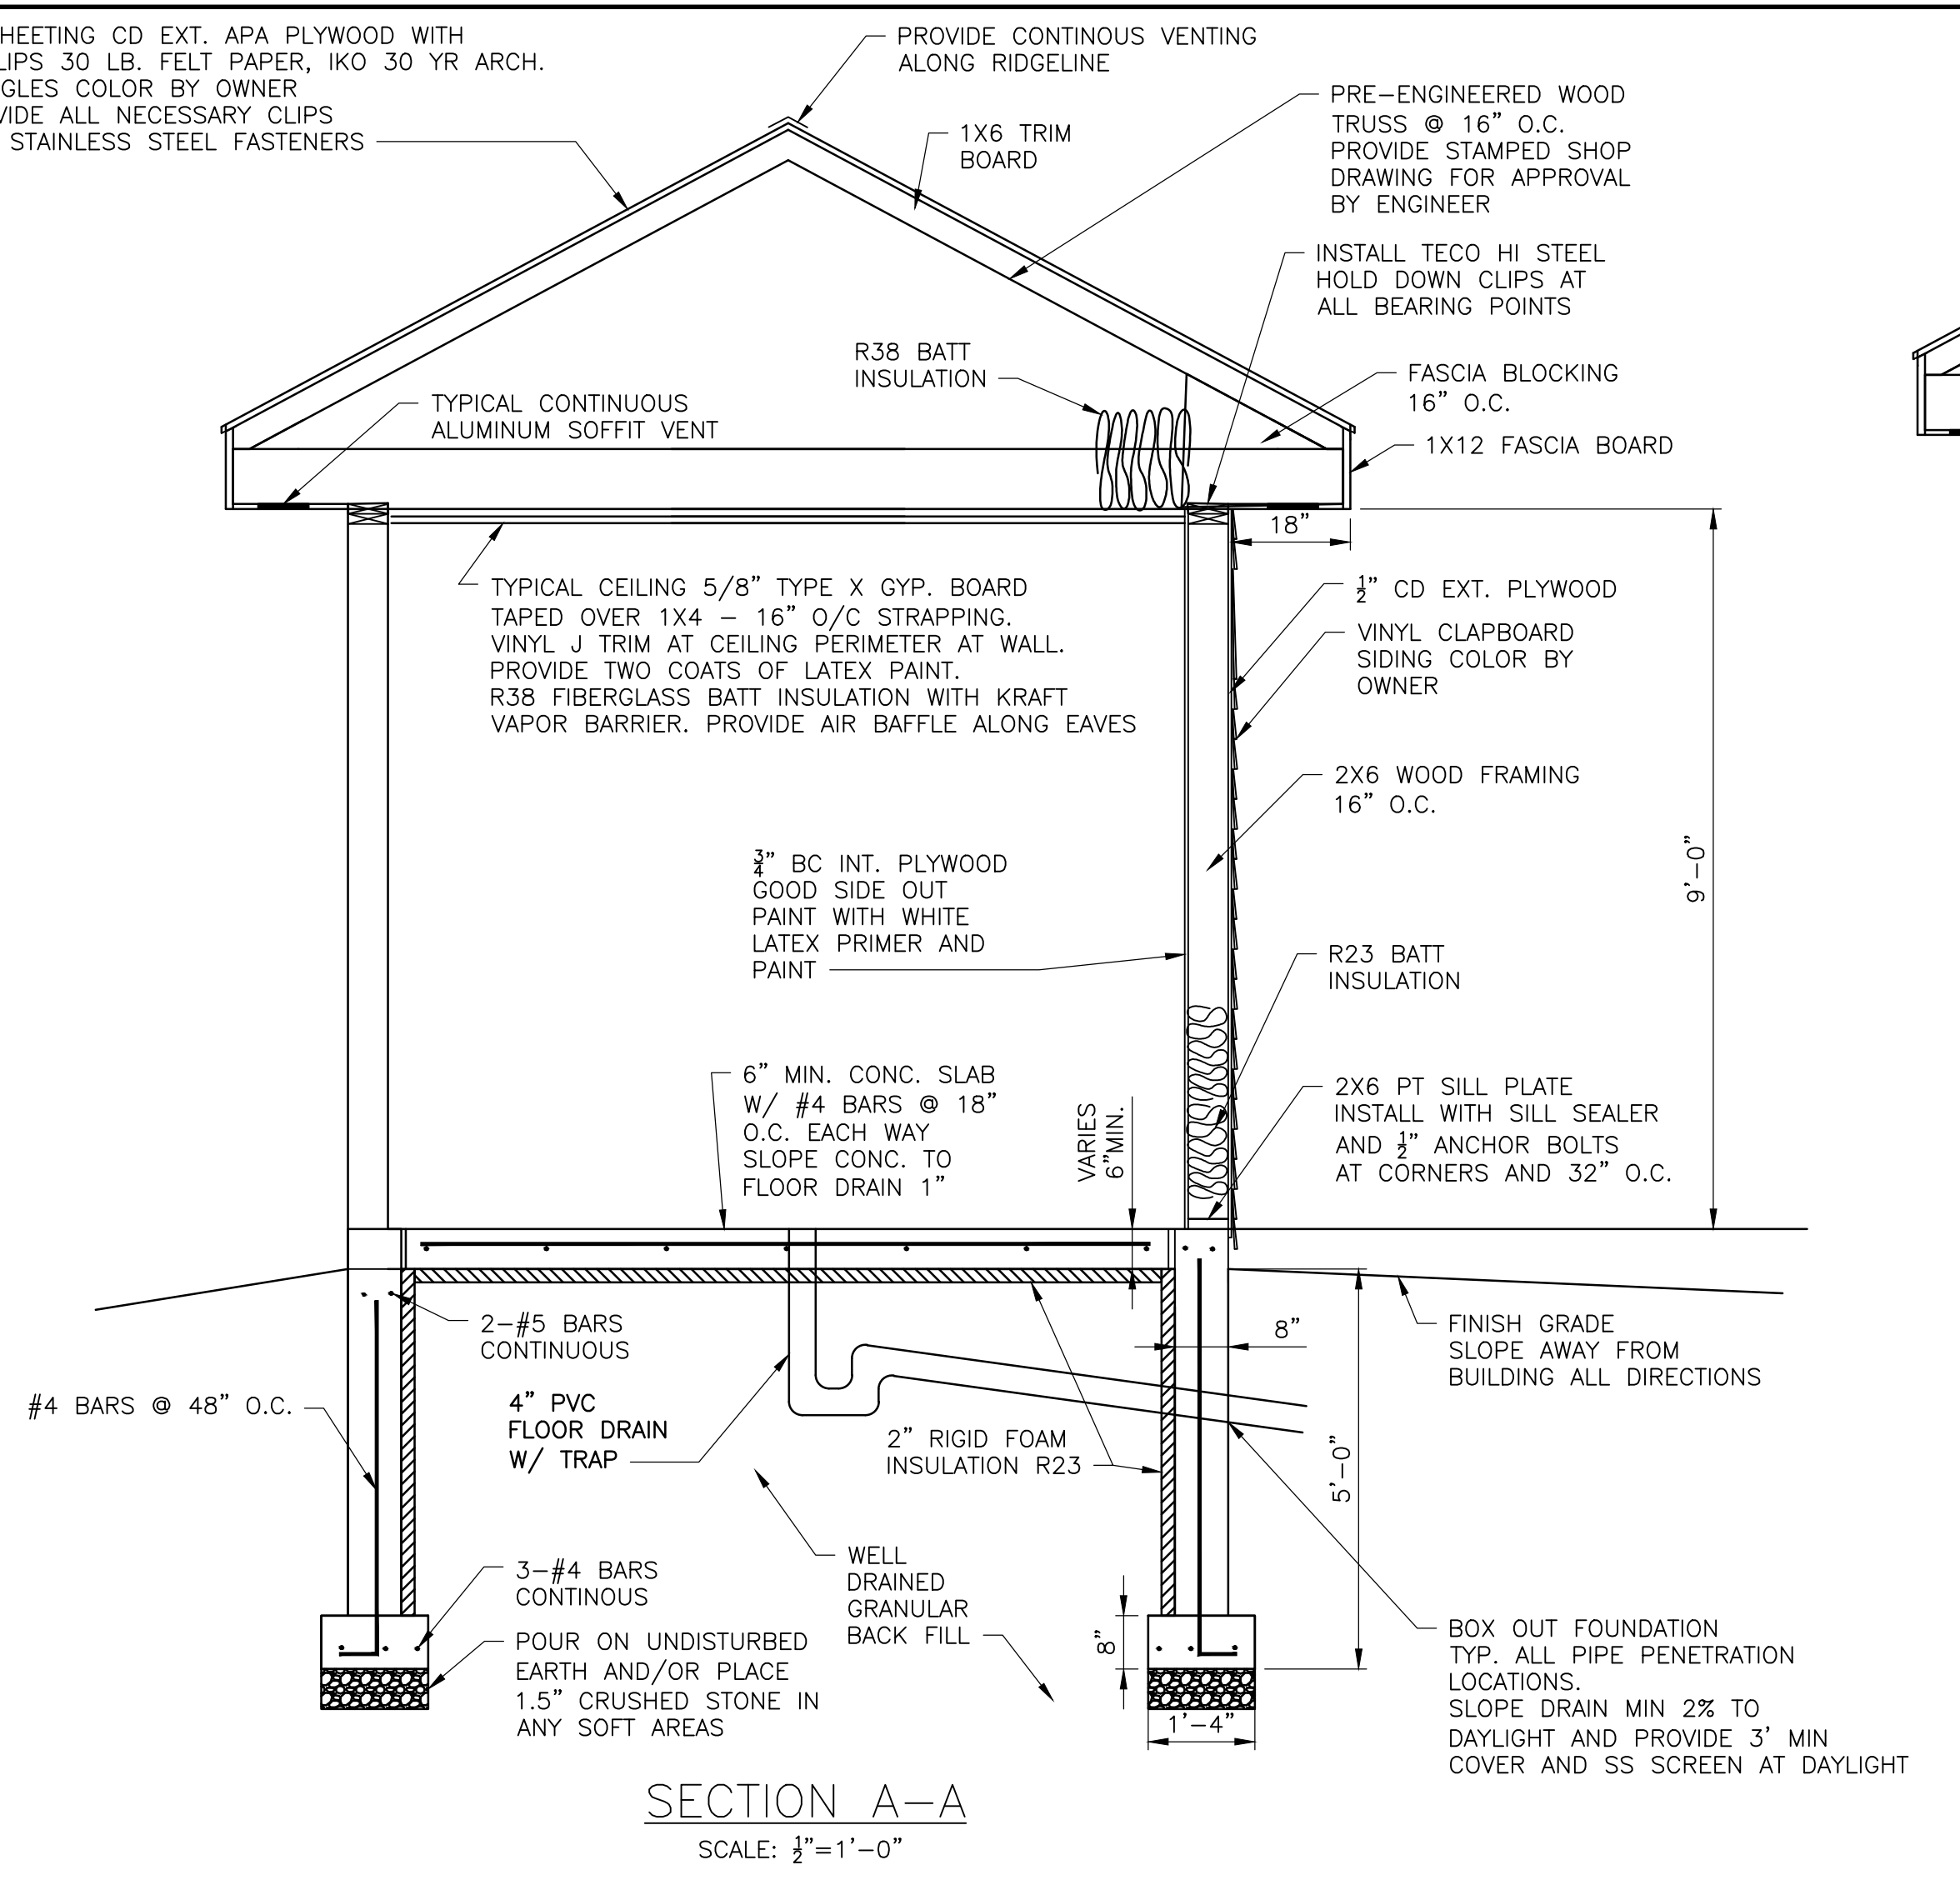 HEETING CD EXT. APA PLYWOOD WITH
LIPS 30 LB. FELT PAPER, IKO 30 YR ARCH.
GLES COLOR BY OWNER
VIDE ALL NECESSARY CLIPS
STAINLESS STEEL FASTENERS
PROVIDE CONTINOUS VENTING
ALONG RIDGELINE
1X6 TRIM
BOARD
PRE-ENGINEERED WOOD
TRUSS @ 16" O.C.
PROVIDE STAMPED SHOP
DRAWING FOR APPROVAL
BY ENGINEER
INSTALL TECO HI STEEL
HOLD DOWN CLIPS AT
ALL BEARING POINTS
R38 BATT
INSULATION
FASCIA BLOCKING
16" O.C.
TYPICAL CONTINUOUS
ALUMINUM SOFFIT VENT
1X12 FASCIA BOARD
18"
TYPICAL CEILING 5/8" TYPE X GYP. BOARD
TAPED OVER 1X4 - 16" O/C STRAPPING.
VINYL J TRIM AT CEILING PERIMETER AT WALL.
PROVIDE TWO COATS OF LATEX PAINT.
R38 FIBERGLASS BATT INSULATION WITH KRAFT
VAPOR BARRIER. PROVIDE AIR BAFFLE ALONG EAVES
½" CD EXT. PLYWOOD
VINYL CLAPBOARD
SIDING COLOR BY
OWNER
2X6 WOOD FRAMING
16" O.C.
9'-0"
¾" BC INT. PLYWOOD
GOOD SIDE OUT
PAINT WITH WHITE
LATEX PRIMER AND
PAINT
R23 BATT
INSULATION
6" MIN. CONC. SLAB
W/ #4 BARS @ 18"
O.C. EACH WAY
SLOPE CONC. TO
FLOOR DRAIN 1"
VARIES
6"MIN.
2X6 PT SILL PLATE
INSTALL WITH SILL SEALER
AND ½" ANCHOR BOLTS
AT CORNERS AND 32" O.C.
2-#5 BARS
CONTINUOUS
8"
FINISH GRADE
SLOPE AWAY FROM
BUILDING ALL DIRECTIONS
#4 BARS @ 48" O.C.
4" PVC
FLOOR DRAIN
W/ TRAP
2" RIGID FOAM
INSULATION R23
5'-0"
3-#4 BARS
CONTINOUS
WELL
DRAINED
GRANULAR
BACK FILL
8"
POUR ON UNDISTURBED
EARTH AND/OR PLACE
1.5" CRUSHED STONE IN
ANY SOFT AREAS
1'-4"
BOX OUT FOUNDATION
TYP. ALL PIPE PENETRATION
LOCATIONS.
SLOPE DRAIN MIN 2% TO
DAYLIGHT AND PROVIDE 3' MIN
COVER AND SS SCREEN AT DAYLIGHT
SECTION A-A
SCALE: ½"=1'-0"